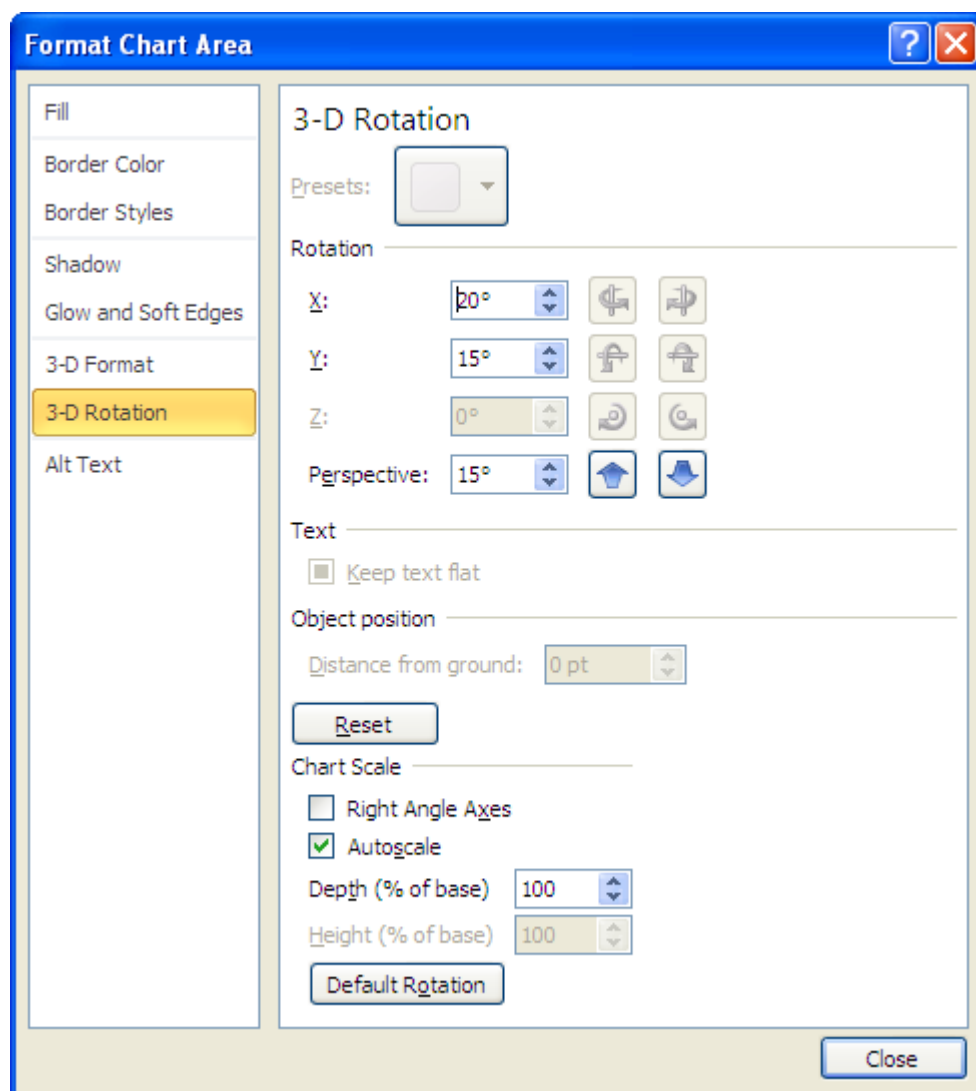 Format Chart Area
Fill
Border Color
Border Styles
Shadow
Glow and Soft Edges
3-D Format
3-D Rotation
Alt Text
3-D Rotation
Presets:
Rotation
X: 20°
Y: 15°
Z: 0°
Perspective: 15°
Text
Keep text flat
Object position
Distance from ground: 0 pt
Reset
Chart Scale
Right Angle Axes
Autoscale
Depth (% of base) 100
Height (% of base) 100
Default Rotation
Close